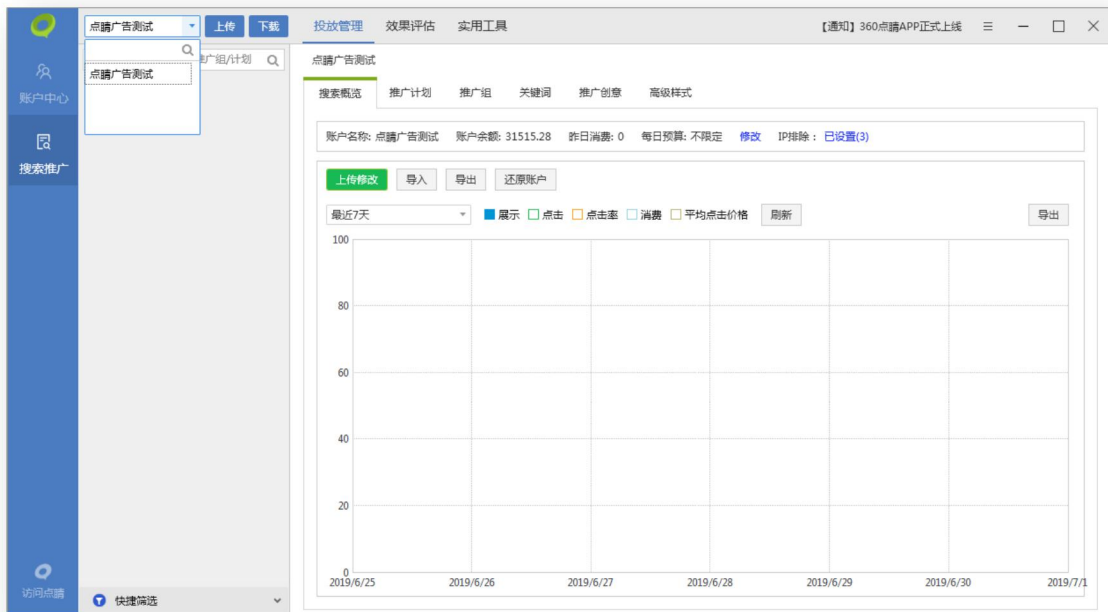 点睛广告测试 上传 下载 投放管理 效果评估 实用工具 【通知】360点睛APP正式上线
广组/计划
点睛广告测试
点睛广告测试
账户中心
搜索推广
搜索概览 推广计划 推广组 关键词 推广创意 高级样式
账户名称: 点睛广告测试 账户余额: 31515.28 昨日消费: 0 每日预算: 不限定 修改 IP排除： 已设置(3)
上传修改 导入 导出 还原账户
最近7天 展示 点击 点击率 消费 平均点击价格 刷新 导出
100
80
60
40
20
0
2019/6/25 2019/6/26 2019/6/27 2019/6/28 2019/6/29 2019/6/30 2019/7/1
访问点睛
快捷筛选